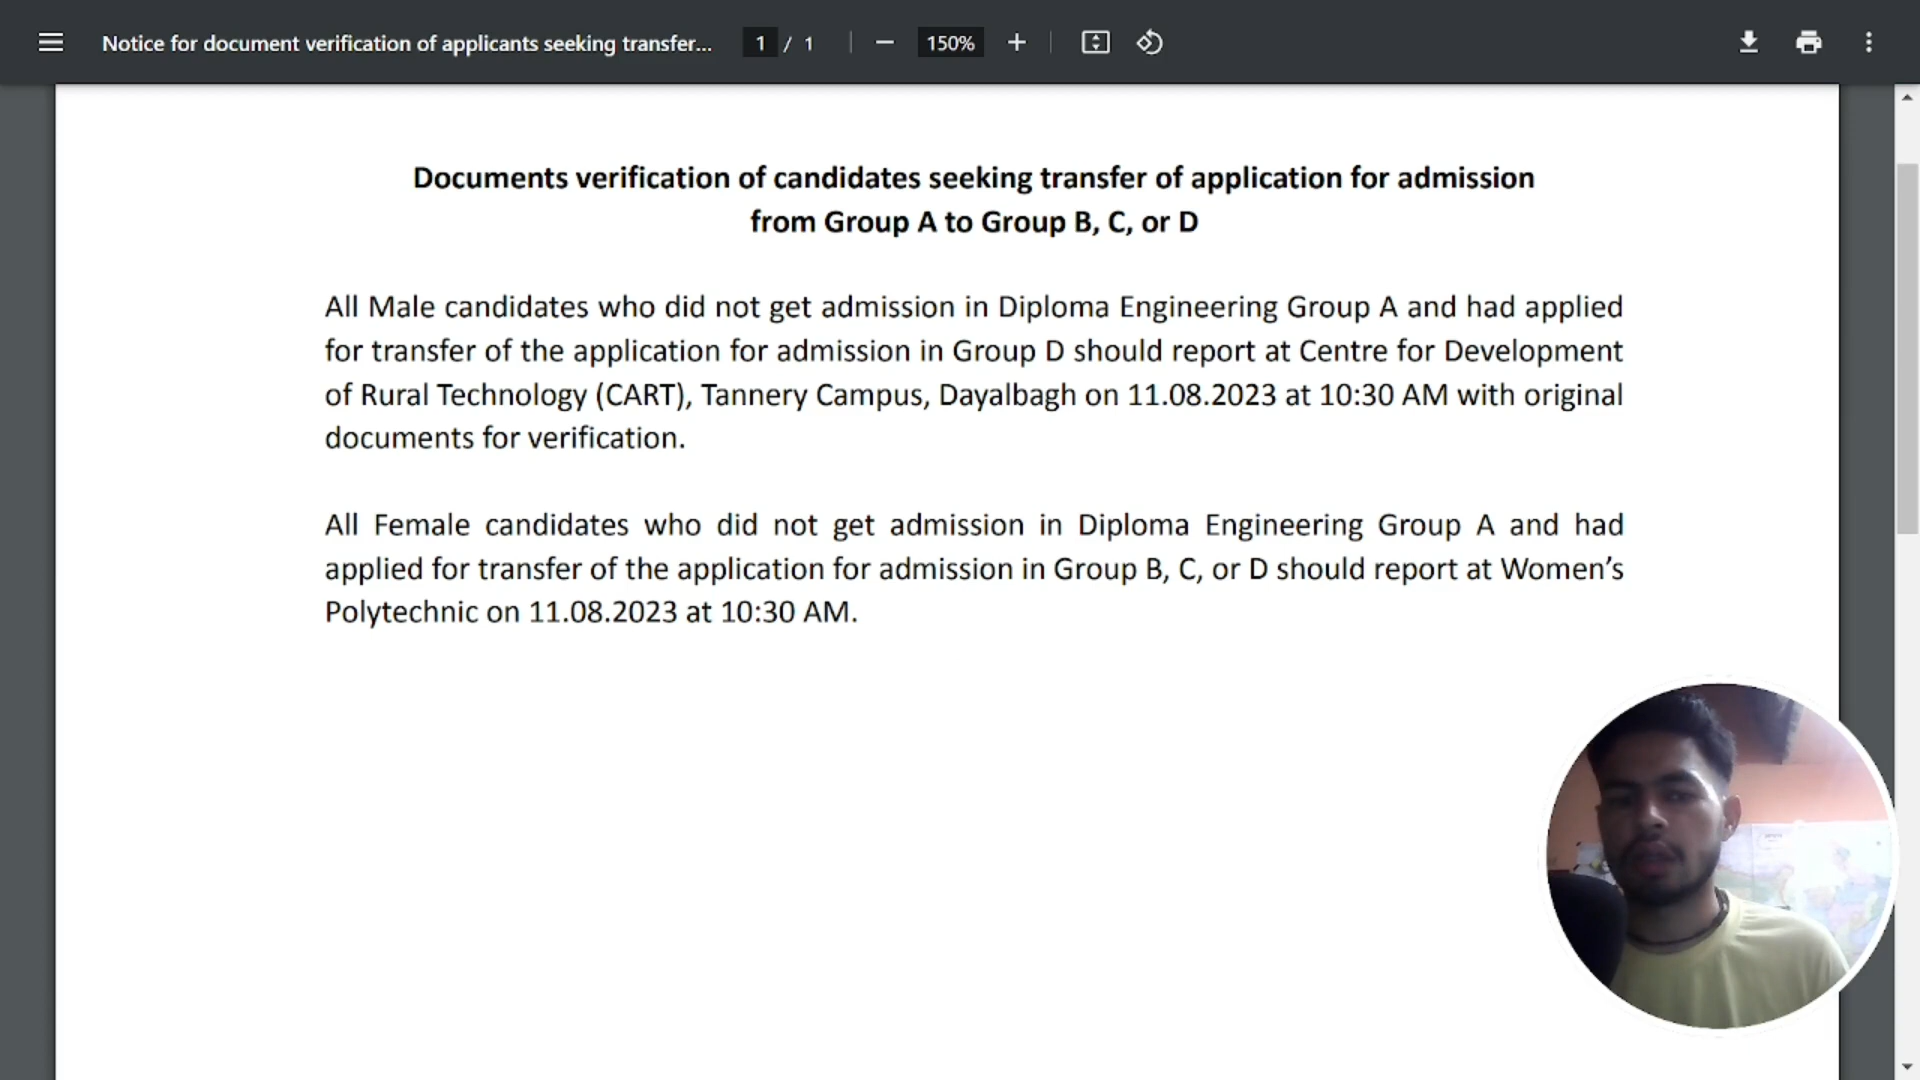 Notice for document verification of applicants seeking transfer... 1 / 1 150%
Documents verification of candidates seeking transfer of application for admission
from Group A to Group B, C, or D
All Male candidates who did not get admission in Diploma Engineering Group A and had applied
for transfer of the application for admission in Group D should report at Centre for Development
of Rural Technology (CART), Tannery Campus, Dayalbagh on 11.08.2023 at 10:30 AM with original
documents for verification.
All Female candidates who did not get admission in Diploma Engineering Group A and had
applied for transfer of the application for admission in Group B, C, or D should report at Women’s
Polytechnic on 11.08.2023 at 10:30 AM.